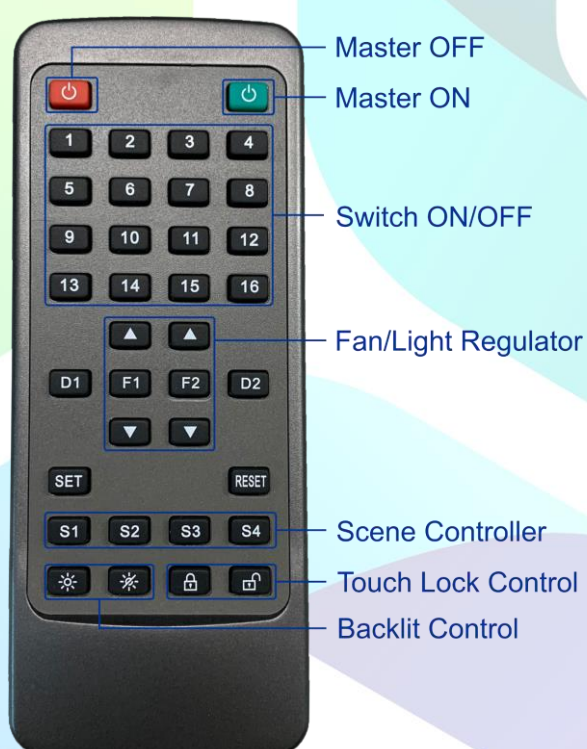 Master OFF
Master ON
1 2 3 4
5 6 7 8
Switch ON/OFF
9 10 11 12
13 14 15 16
Fan/Light Regulator
D1 F1 F2 D2
SET RESET
S1 S2 S3 S4
Scene Controller
Touch Lock Control
Backlit Control